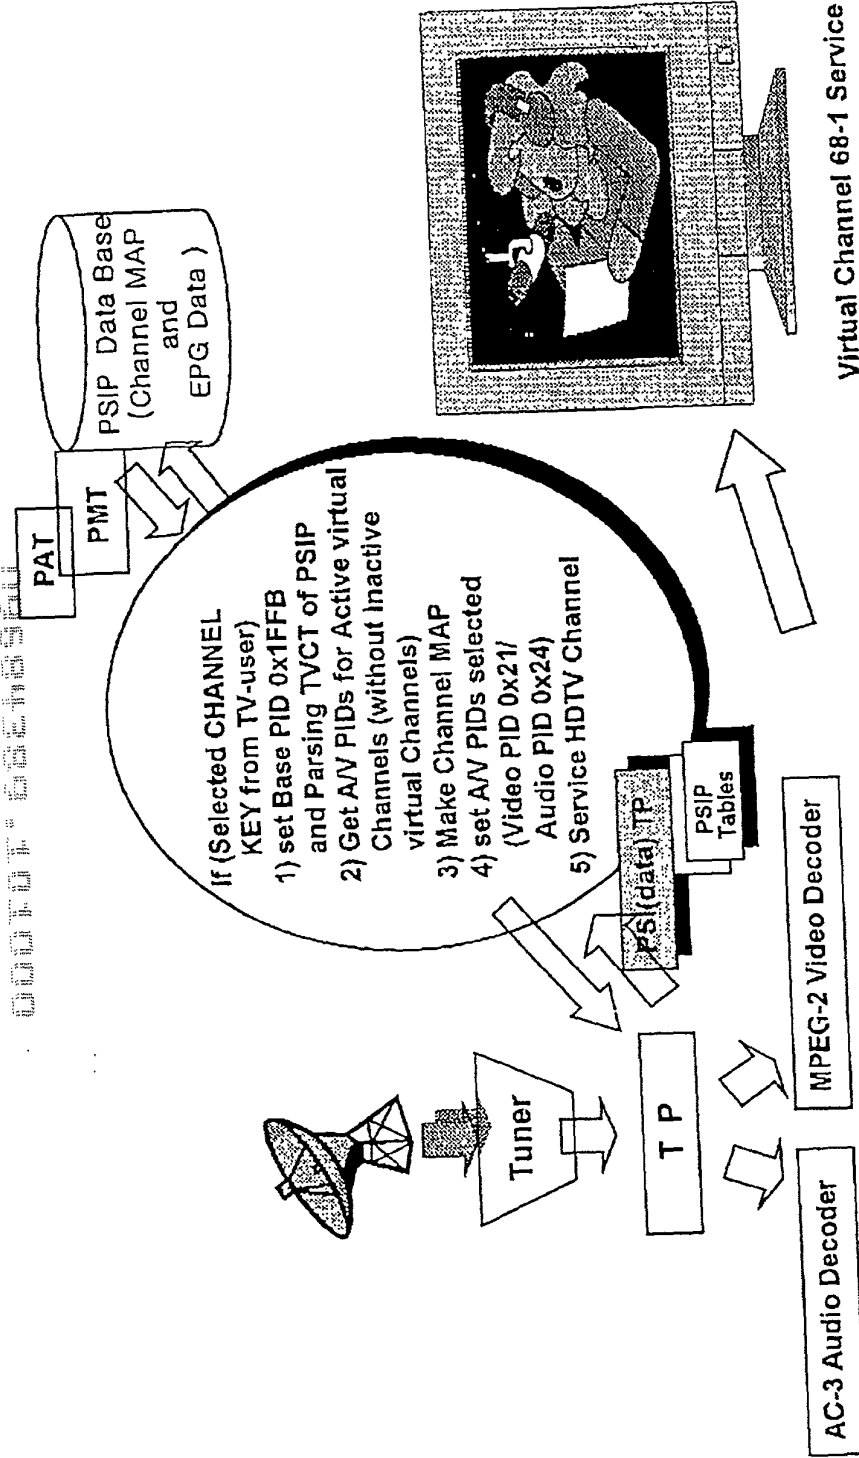 PAT
PMT
PSIP Data Base
(Channel MAP
and
EPG Data )
If (Selected CHANNEL
KEY from TV-user)
1) set Base PID 0x1FFB
and Parsing TVCT of PSIP
2) Get A/V PIDs for Active virtual
Channels (without Inactive
virtual Channels)
3) Make Channel MAP
4) set A/V PIDs selected
(Video PID 0x21/
Audio PID 0x24)
5) Service HDTV Channel
Tuner
T P
PSI(data) TP
PSIP
Tables
AC-3 Audio Decoder
MPEG-2 Video Decoder
Virtual Channel 68-1 Service